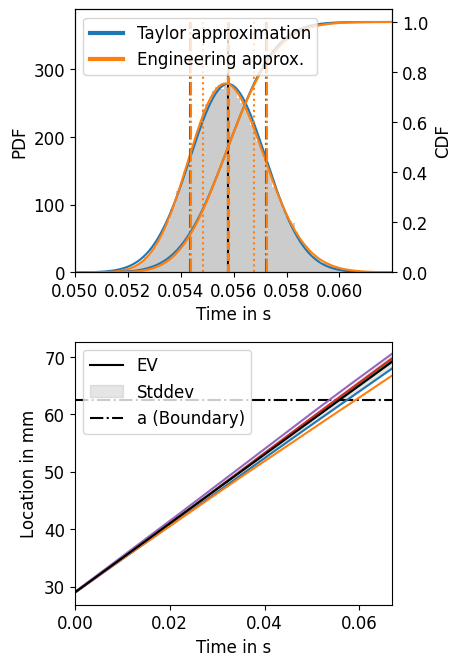 Taylor approximation
Engineering approx.
300
200
100
0
PDF
1.0
0.8
0.6
0.4
0.2
0.0
CDF
0.050 0.052 0.054 0.056 0.058 0.060
Time in s
70
60
50
40
30
Location in mm
EV
Stddev
a (Boundary)
0.00 0.02 0.04 0.06
Time in s